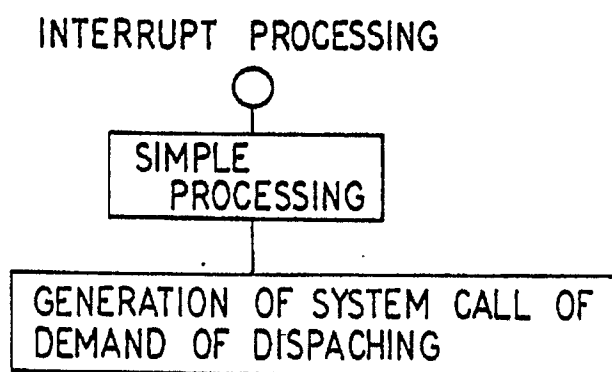 INTERRUPT PROCESSING
SIMPLE
PROCESSING
GENERATION OF SYSTEM CALL OF
DEMAND OF DISPACHING